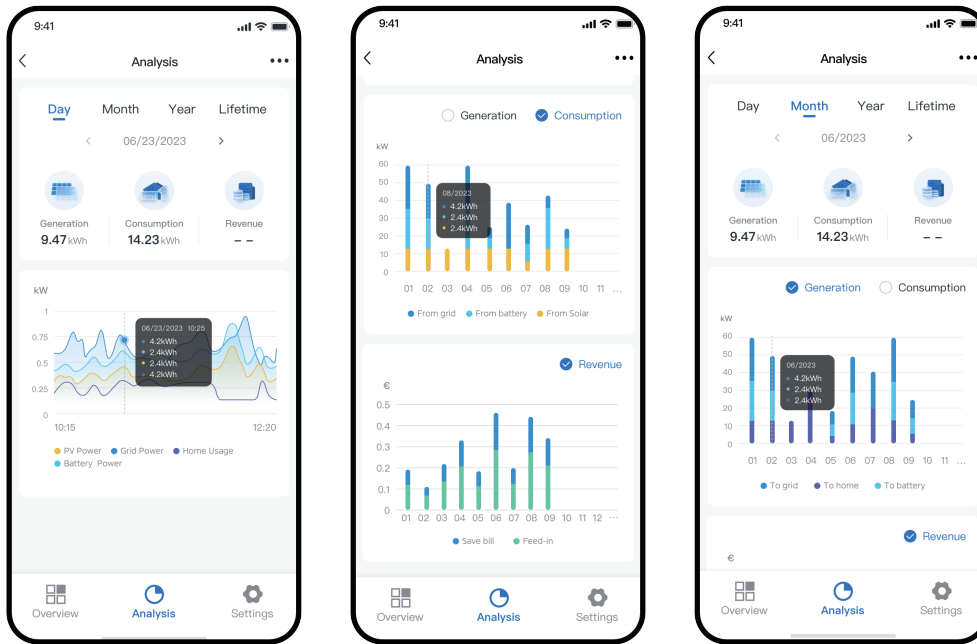 9:41
Analysis
Day Month Year Lifetime
06/23/2023
Generation Consumption Revenue
9.47 kWh 14.23 kWh – –
kW
1
0.75
0.5
0.25
0
06/23/2023 10:25
4.2kWh
2.4kWh
2.4kWh
4.2kWh
10:15 12:20
PV Power Grid Power Home Usage
Battery Power
Overview Analysis Settings
9:41
Analysis
Generation Consumption
kW
60
50
40
30
20
10
0
08/2023
4.2kWh
2.4kWh
2.4kWh
01 02 03 04 05 06 07 08 09 10 11 ...
From grid From battery From Solar
Revenue
€
0.5
0.4
0.3
0.2
0.1
0
01 02 03 04 05 06 07 08 09 10 11 12 ...
Save bill Feed-in
Overview Analysis Settings
9:41
Analysis
Day Month Year Lifetime
06/2023
Generation Consumption Revenue
9.47 kWh 14.23 kWh – –
Generation Consumption
kW
60
50
40
30
20
10
0
06/2023
4.2kWh
2.4kWh
2.4kWh
01 02 03 04 05 06 07 08 09 10 11 ...
To grid To home To battery
Revenue
€
Overview Analysis Settings